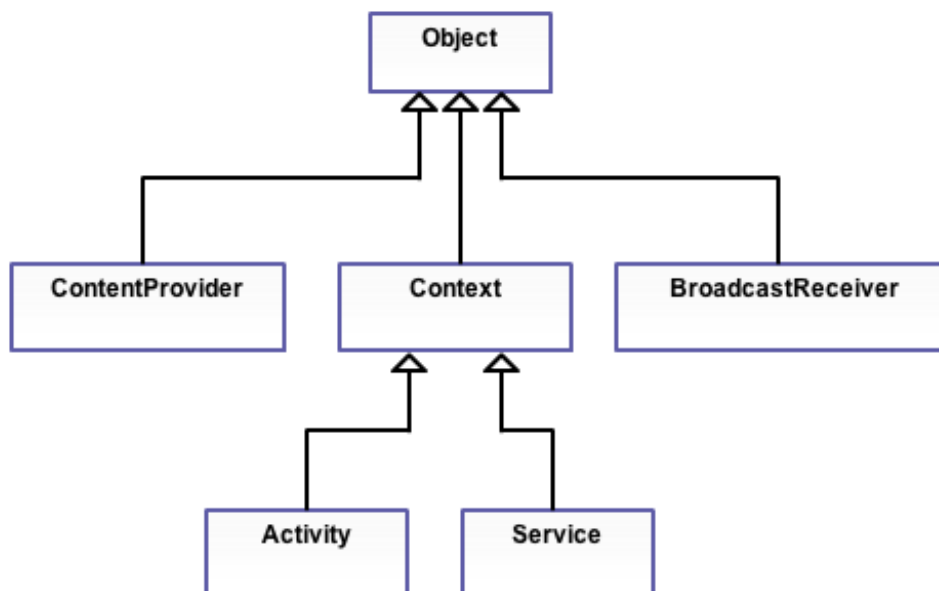 Object
ContentProvider
Context
BroadcastReceiver
Activity
Service